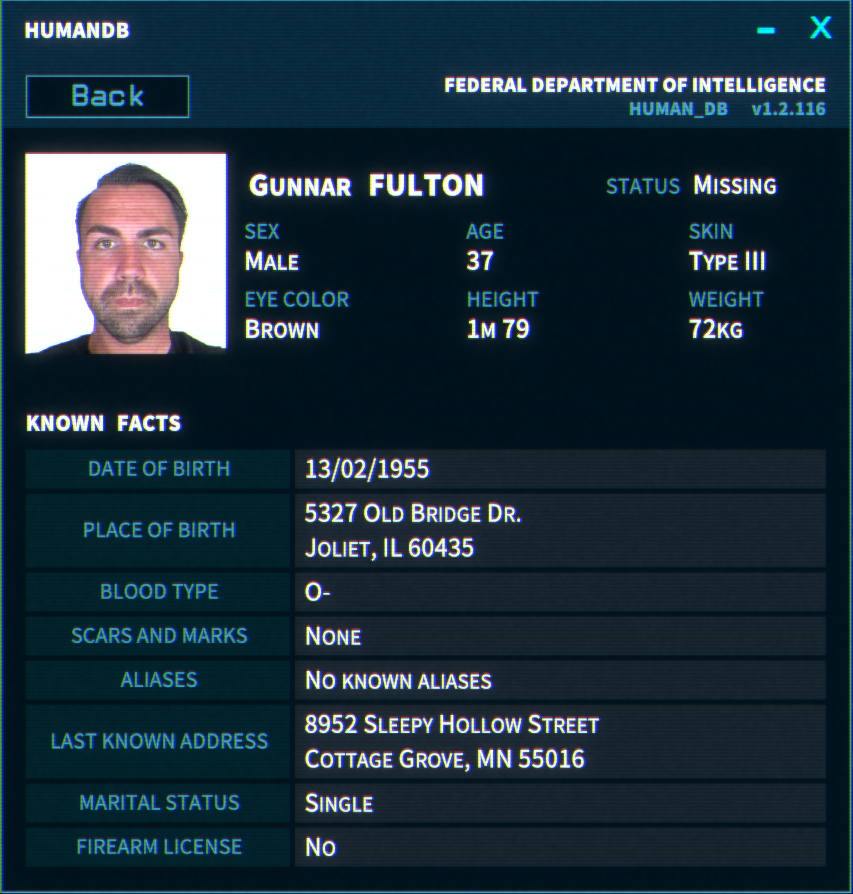 HUMANDB
– X
Back
FEDERAL DEPARTMENT OF INTELLIGENCE
HUMAN_DB v1.2.116
GUNNAR FULTON
STATUS MISSING
SEX AGE SKIN
MALE 37 TYPE III
EYE COLOR HEIGHT WEIGHT
BROWN 1M 79 72KG
KNOWN FACTS
DATE OF BIRTH 13/02/1955
PLACE OF BIRTH 5327 OLD BRIDGE DR.
JOLIET, IL 60435
BLOOD TYPE O-
SCARS AND MARKS NONE
ALIASES NO KNOWN ALIASES
LAST KNOWN ADDRESS 8952 SLEEPY HOLLOW STREET
COTTAGE GROVE, MN 55016
MARITAL STATUS SINGLE
FIREARM LICENSE NO